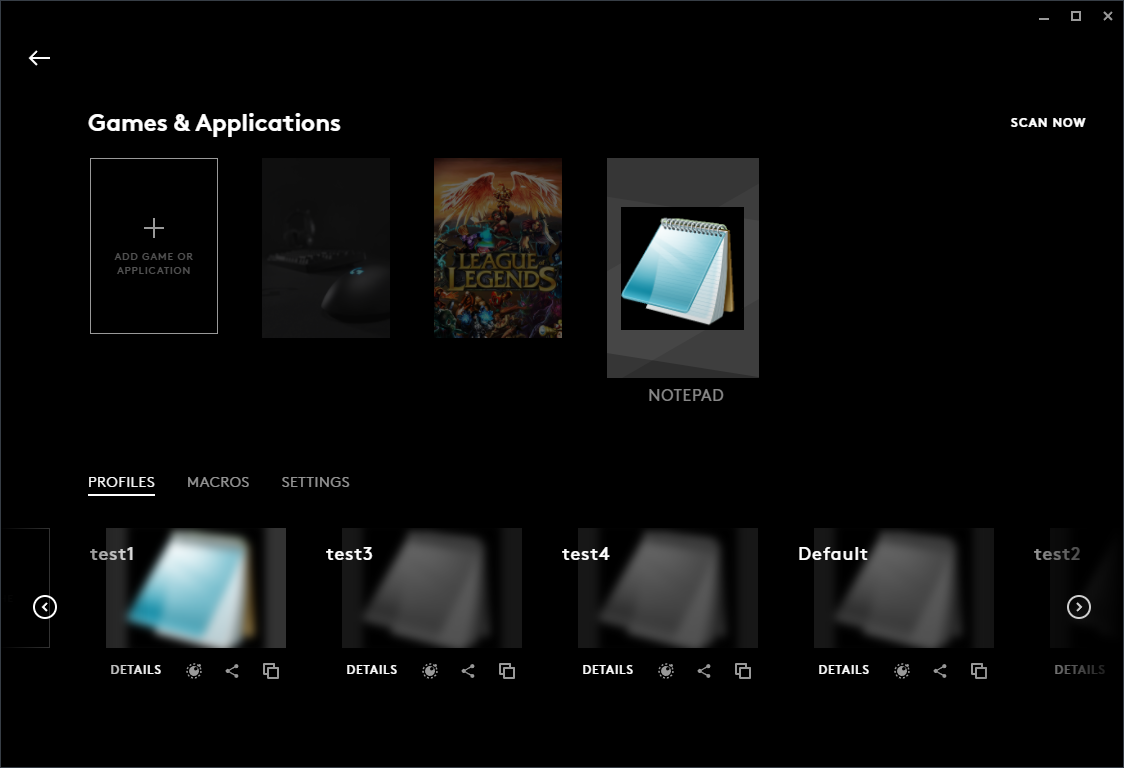 Games & Applications
SCAN NOW
ADD GAME OR
APPLICATION
LEAGUE of
LEGENDS
NOTEPAD
PROFILES
MACROS
SETTINGS
test1
test3
test4
Default
test2
DETAILS
DETAILS
DETAILS
DETAILS
DETAILS